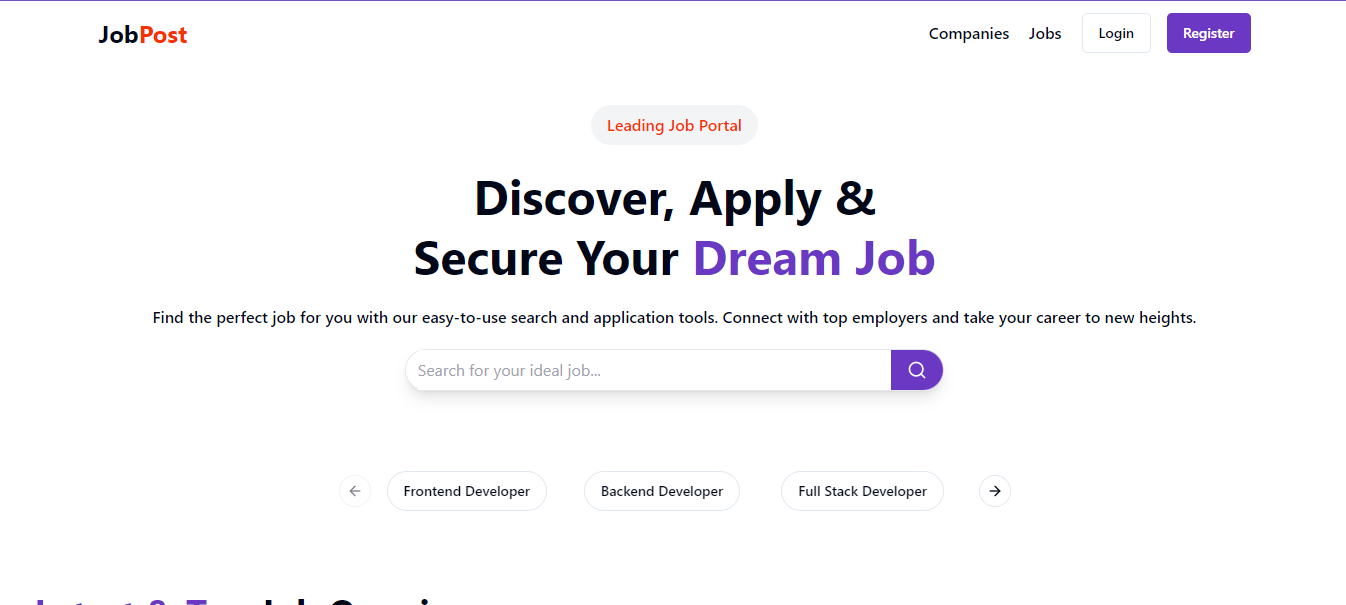 JobPost
Companies
Jobs
Login
Register
Leading Job Portal
Discover, Apply &
Secure Your Dream Job
Find the perfect job for you with our easy-to-use search and application tools. Connect with top employers and take your career to new heights.
Search for your ideal job...
Frontend Developer
Backend Developer
Full Stack Developer